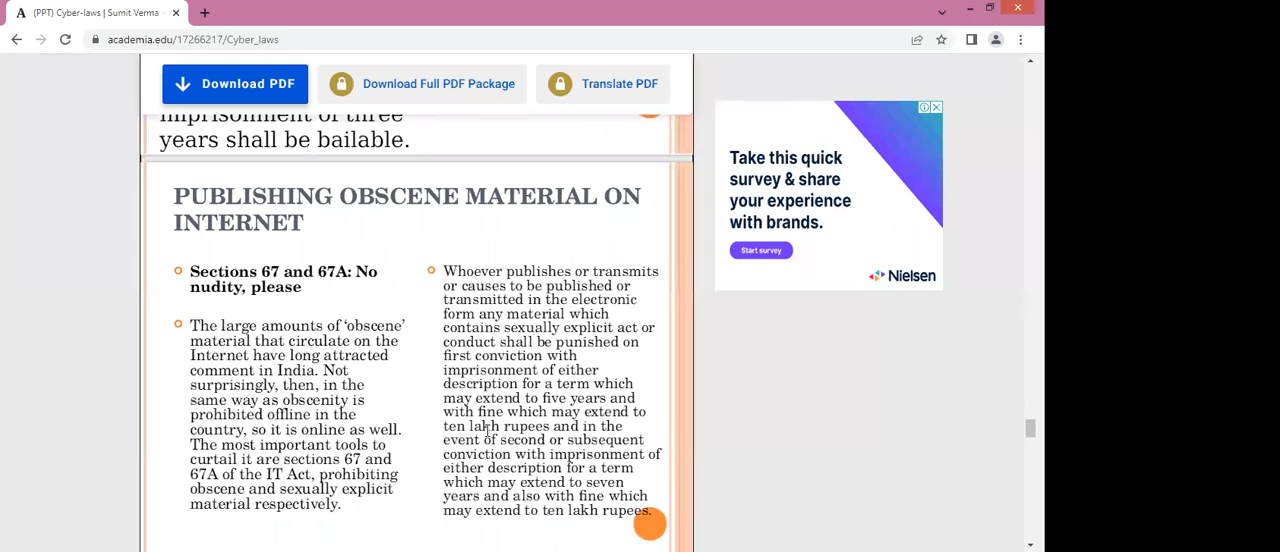 A (PPT) Cyber-laws | Sumit Verma
academia.edu/17266217/Cyber_laws
Download PDF
Download Full PDF Package
Translate PDF
imprisonment of three
years shall be bailable.
PUBLISHING OBSCENE MATERIAL ON
INTERNET
Sections 67 and 67A: No
nudity, please
The large amounts of ‘obscene’
material that circulate on the
Internet have long attracted
comment in India. Not
surprisingly, then, in the
same way as obscenity is
prohibited offline in the
country, so it is online as well.
The most important tools to
curtail it are sections 67 and
67A of the IT Act, prohibiting
obscene and sexually explicit
material respectively.
Whoever publishes or transmits
or causes to be published or
transmitted in the electronic
form any material which
contains sexually explicit act or
conduct shall be punished on
first conviction with
imprisonment of either
description for a term which
may extend to five years and
with fine which may extend to
ten lakh rupees and in the
event of second or subsequent
conviction with imprisonment of
either description for a term
which may extend to seven
years and also with fine which
may extend to ten lakh rupees.
Take this quick
survey & share
your experience
with brands.
Start survey
Nielsen